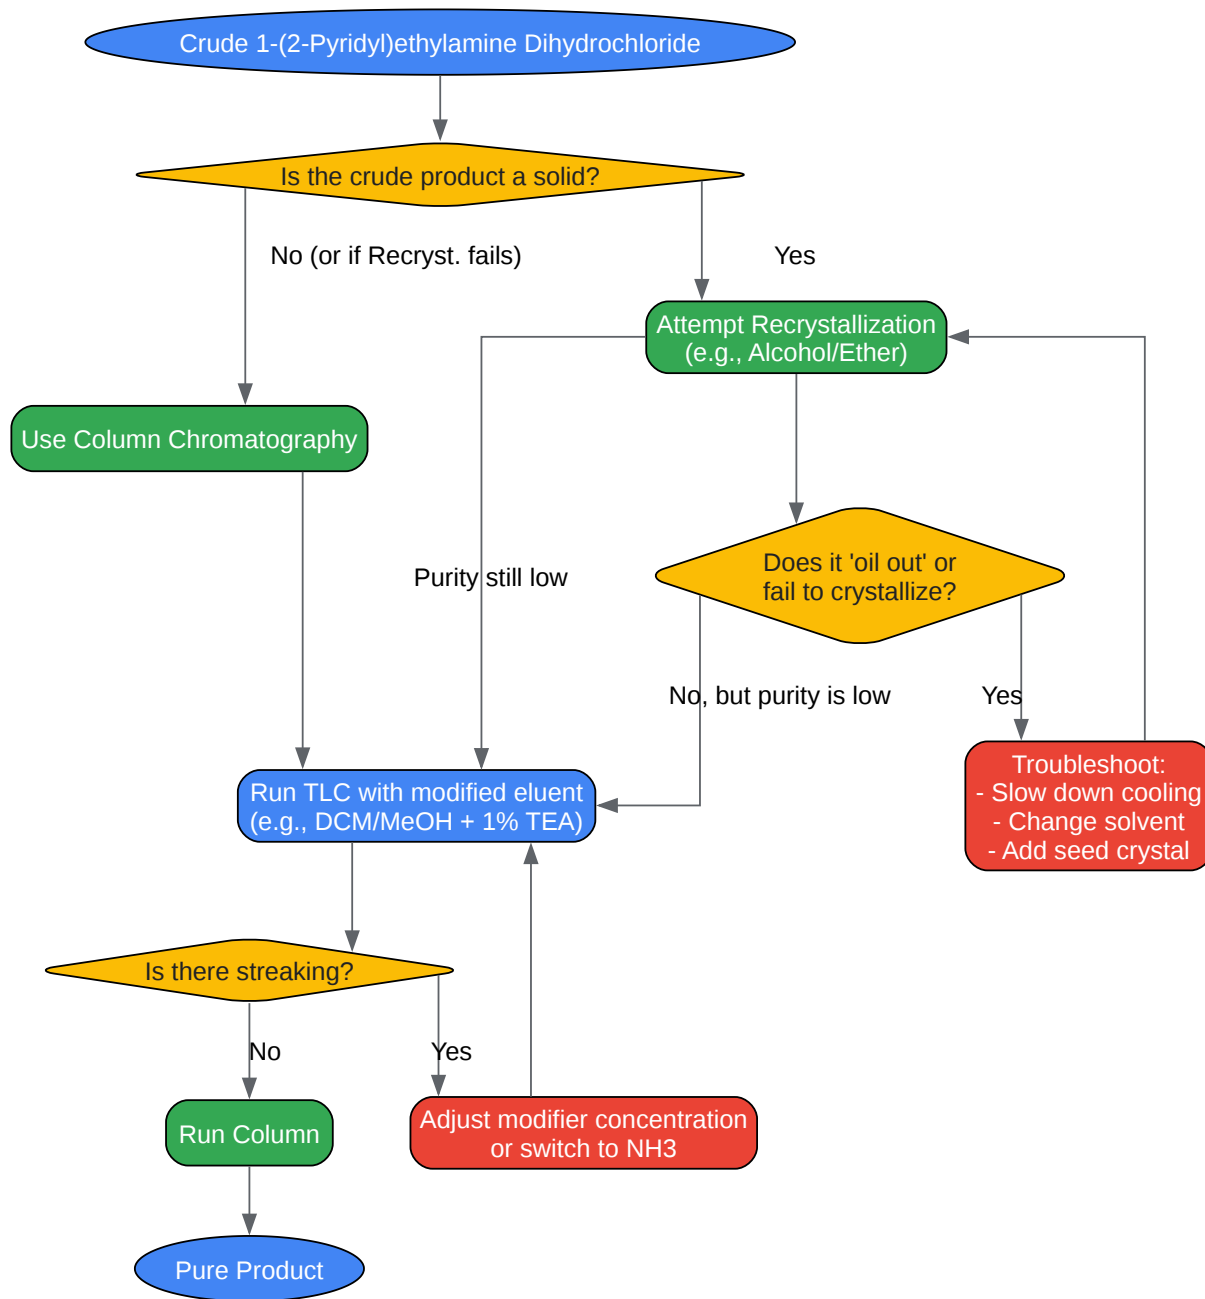 Crude 1-(2-Pyridyl)ethylamine Dihydrochloride
Is the crude product a solid?
No (or if Recryst. fails)
Yes
Attempt Recrystallization
(e.g., Alcohol/Ether)
Use Column Chromatography
Does it 'oil out' or
fail to crystallize?
Purity still low
No, but purity is low
Yes
Troubleshoot:
- Slow down cooling
- Change solvent
- Add seed crystal
Run TLC with modified eluent
(e.g., DCM/MeOH + 1% TEA)
Is there streaking?
No
Yes
Run Column
Adjust modifier concentration
or switch to NH3
Pure Product